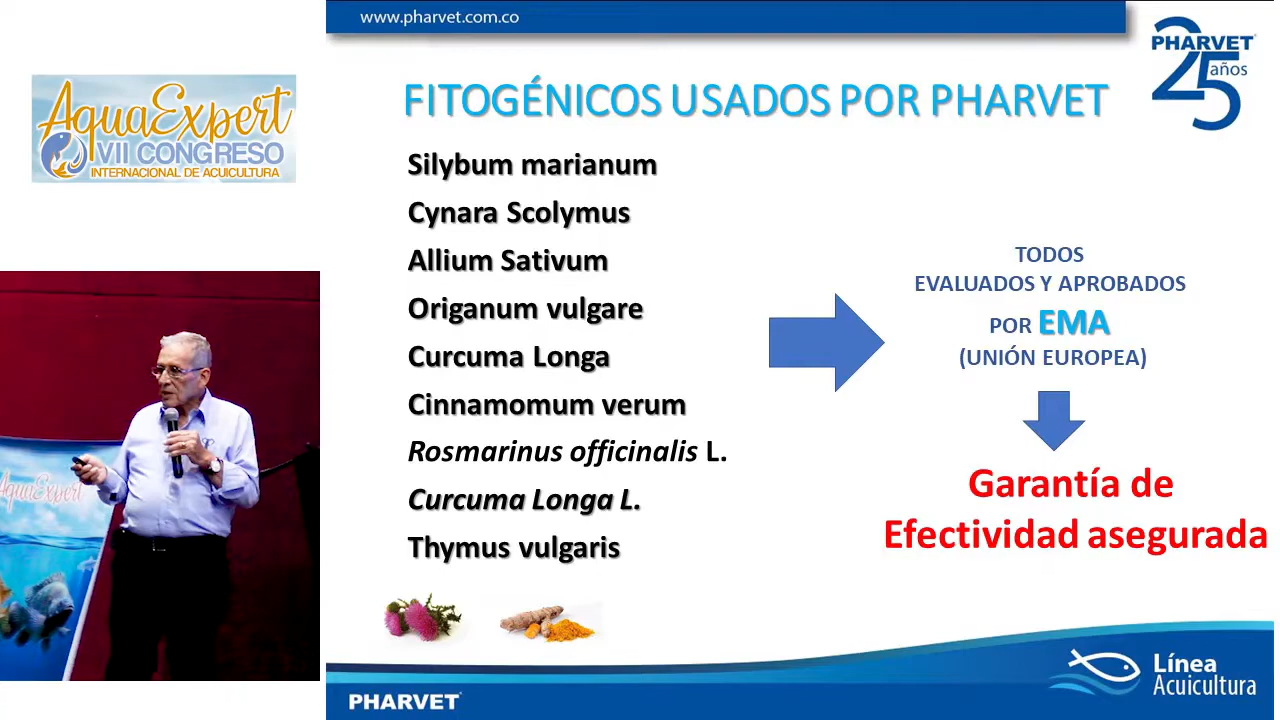 www.pharvet.com.co
PHARVET
25
años
AquaExpert
VII CONGRESO
INTERNACIONAL DE ACUICULTURA
FITOGÉNICOS USADOS POR PHARVET
Silybum marianum
Cynara Scolymus
Allium Sativum
Origanum vulgare
Curcuma Longa
Cinnamomum verum
Rosmarinus officinalis L.
Curcuma Longa L.
Thymus vulgaris
TODOS
EVALUADOS Y APROBADOS
POR EMA
(UNIÓN EUROPEA)
Garantía de
Efectividad asegurada
AquaExpert
PHARVET
Línea
Acuicultura